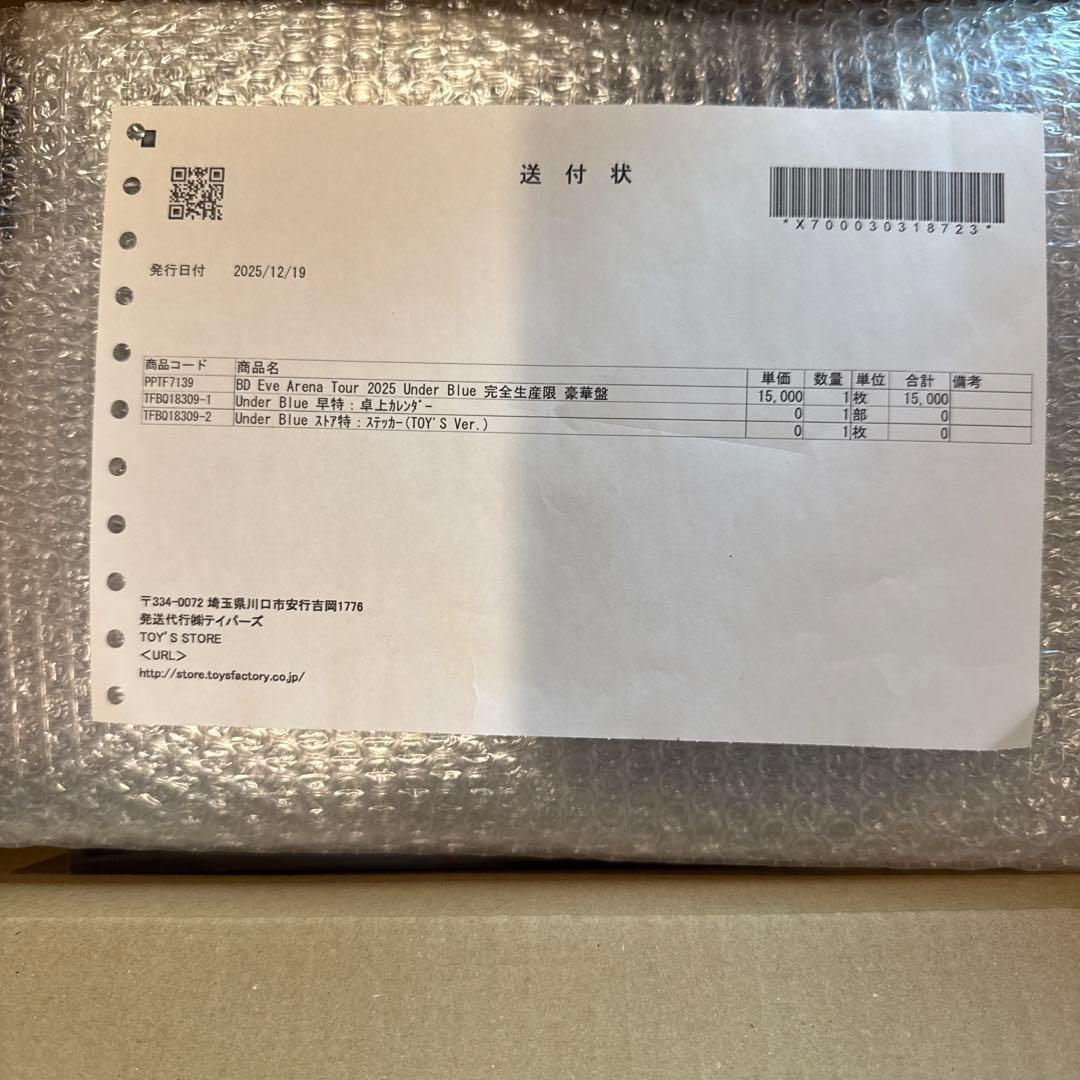 送 付 状
*X700030318723*
発行日付 2025/12/19
商品コード 商品名 単価 数量 単位 合計 備考
PPTF7139 BD Eve Arena Tour 2025 Under Blue 完全生産限 豪華盤 15,000 1 枚 15,000
TFBQ18309-1 Under Blue 早特：卓上ｶﾚﾝﾀﾞｰ 0 1 部 0
TFBQ18309-2 Under Blue ｽﾄｱ特：ｽﾃｯｶｰ(TOY'S Ver.) 0 1 枚 0
〒334-0072 埼玉県川口市安行吉岡1776
発送代行㈱テイパーズ
TOY'S STORE
＜URL＞
http://store.toysfactory.co.jp/